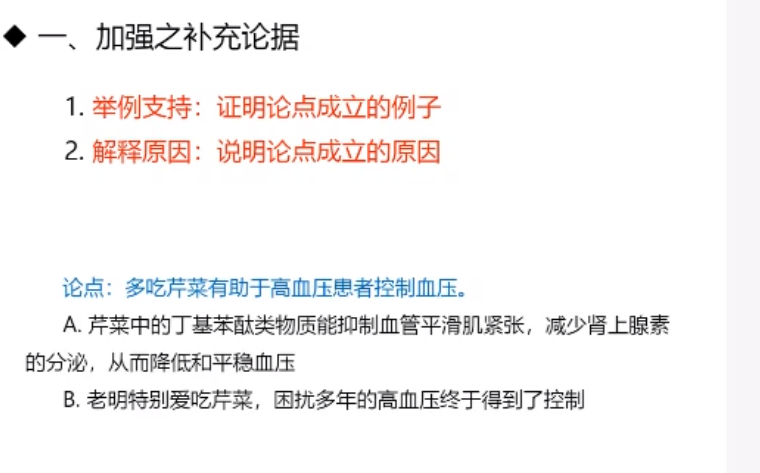 ◆ 一、加强之补充论据
1. 举例支持：证明论点成立的例子
2. 解释原因：说明论点成立的原因
论点：多吃芹菜有助于高血压患者控制血压。
A. 芹菜中的丁基苯酞类物质能抑制血管平滑肌紧张，减少肾上腺素
的分泌，从而降低和平稳血压
B. 老明特别爱吃芹菜，困扰多年的高血压终于得到了控制